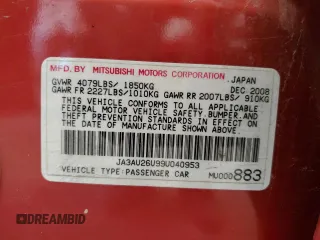 MFD. BY MITSUBISHI MOTORS CORPORATION, JAPAN
GVWR 4079LBS/ 1850KG DEC. 2008
GAWR FR 2227LBS/1010KG GAWR RR 2007LBS/ 910KG
THIS VEHICLE CONFORMS TO ALL APPLICABLE
FEDERAL MOTOR VEHICLE SAFETY, BUMPER, AND
THEFT PREVENTION STANDARDS IN EFFECT ON
THE DATE OF MANUFACTURE SHOWN ABOVE.
JA3AU26U99U040953
VEHICLE TYPE: PASSENGER CAR MU000883
DREAMBID